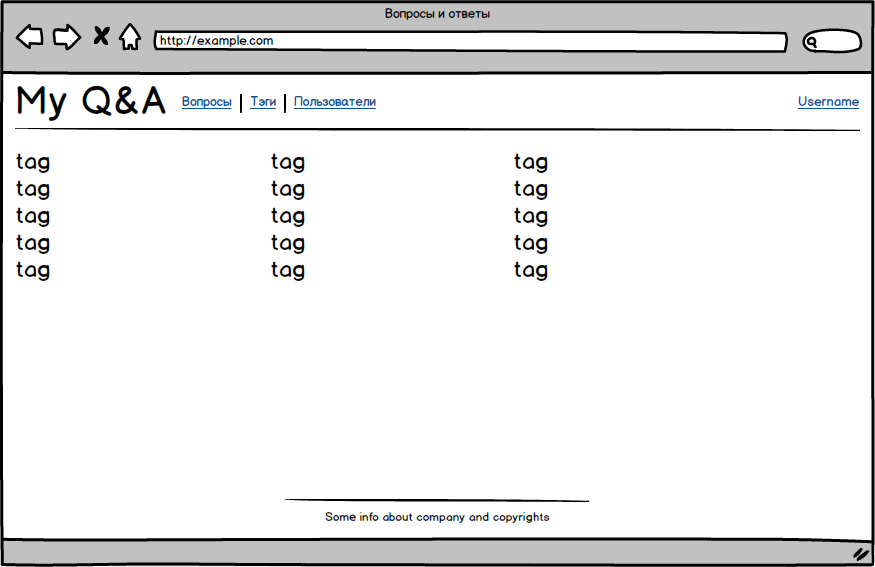 Вопросы и ответы
http://example.com
My Q&A Вопросы | Тэги | Пользователи Username
tag tag tag
tag tag tag
tag tag tag
tag tag tag
tag tag tag
Some info about company and copyrights